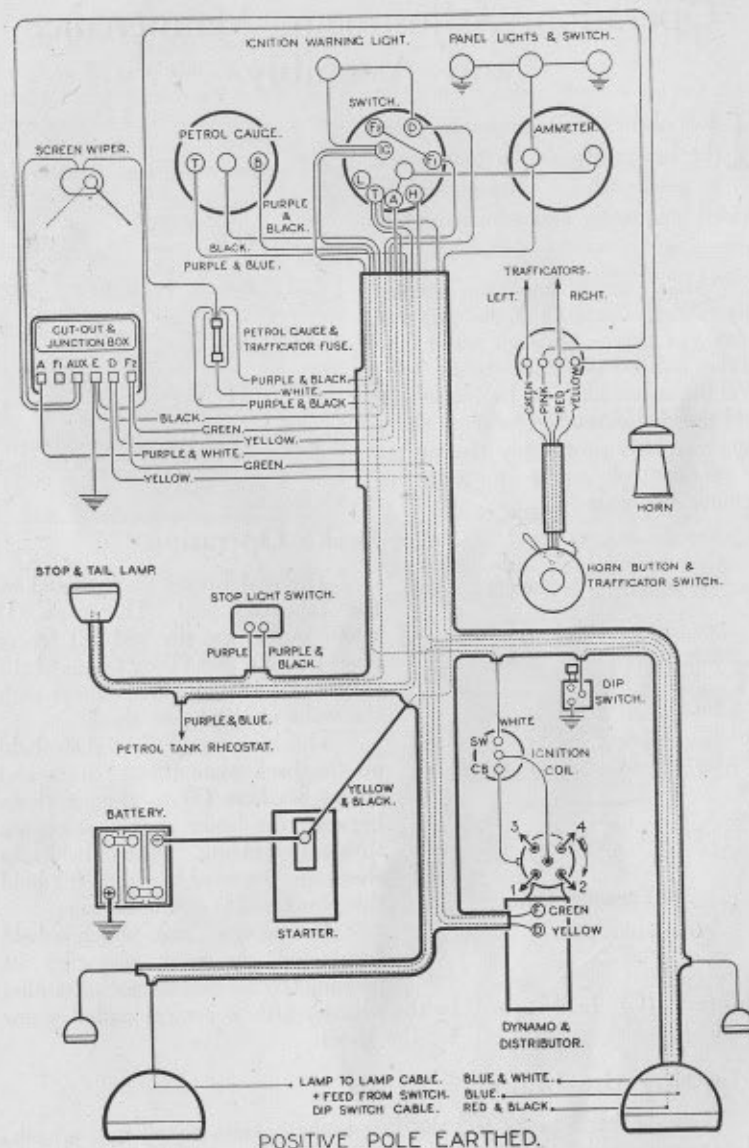 IGNITION WARNING LIGHT.
PANEL LIGHTS & SWITCH.
SWITCH.
F2
D
IG
F1
L
T
A
H
PETROL GAUGE.
T
B
AMMETER.
SCREEN WIPER.
PURPLE
&
BLACK.
BLACK.
PURPLE & BLUE.
TRAFFICATORS.
LEFT.
RIGHT.
CUT-OUT &
JUNCTION BOX
A F1 AUX E D F2
PETROL GAUGE &
TRAFFICATOR FUSE.
PURPLE & BLACK.
WHITE.
PURPLE & BLACK
BLACK.
GREEN.
YELLOW.
PURPLE & WHITE.
GREEN.
YELLOW.
GREEN
PINK
RED
YELLOW
HORN
HORN BUTTON &
TRAFFICATOR SWITCH.
STOP & TAIL LAMP.
STOP LIGHT SWITCH.
PURPLE
PURPLE &
BLACK.
PURPLE & BLUE.
PETROL TANK RHEOSTAT.
DIP
SWITCH.
WHITE
SW
CB
IGNITION
COIL
YELLOW
& BLACK.
BATTERY.
STARTER.
3
4
1
2
F GREEN
D YELLOW
DYNAMO &
DISTRIBUTOR.
LAMP TO LAMP CABLE. BLUE & WHITE.
+ FEED FROM SWITCH. BLUE.
DIP SWITCH CABLE. RED & BLACK.
POSITIVE POLE EARTHED.